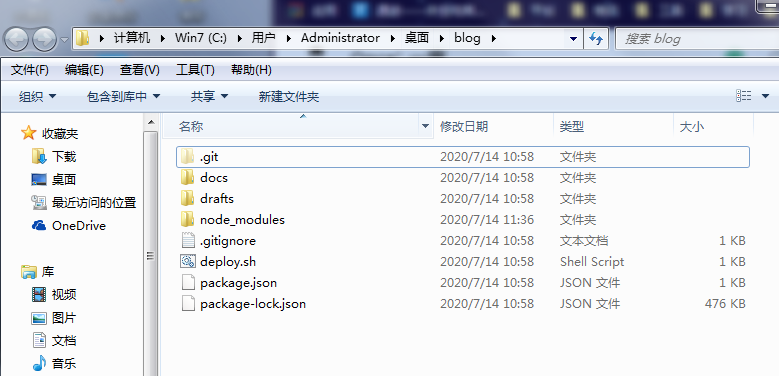 计算机 Win7 (C:) 用户 Administrator 桌面 blog 搜索 blog
文件(F) 编辑(E) 查看(V) 工具(T) 帮助(H)
组织 包含到库中 共享 新建文件夹
收藏夹
下载
桌面
最近访问的位置
OneDrive
库
视频
图片
文档
音乐
名称 修改日期 类型 大小
.git 2020/7/14 10:58 文件夹
docs 2020/7/14 10:58 文件夹
drafts 2020/7/14 10:58 文件夹
node_modules 2020/7/14 11:36 文件夹
.gitignore 2020/7/14 10:58 文本文档 1 KB
deploy.sh 2020/7/14 10:58 Shell Script 1 KB
package.json 2020/7/14 10:58 JSON 文件 1 KB
package-lock.json 2020/7/14 10:58 JSON 文件 476 KB